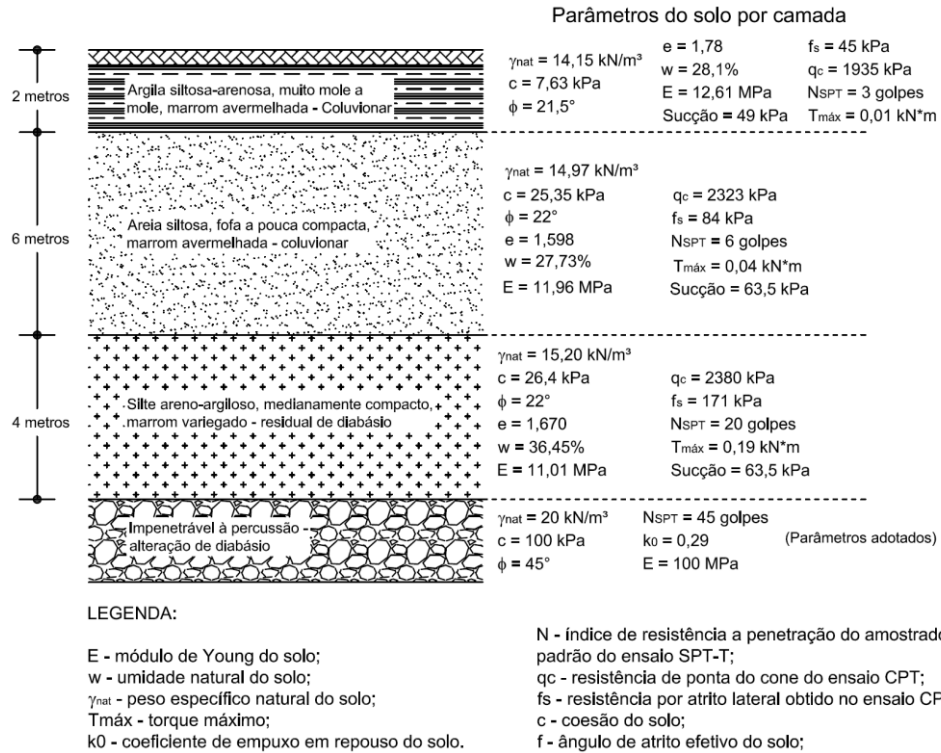 Parâmetros do solo por camada
2 metros
Argila siltosa-arenosa, muito mole a
mole, marrom avermelhada - Coluvionar
γnat = 14,15 kN/m³
c = 7,63 kPa
ϕ = 21,5°
e = 1,78
w = 28,1%
E = 12,61 MPa
Sucção = 49 kPa
fs = 45 kPa
qc = 1935 kPa
NSPT = 3 golpes
Tmáx = 0,01 kN*m
6 metros
Areia siltosa, fofa a pouca compacta,
marrom avermelhada - coluvionar
γnat = 14,97 kN/m³
c = 25,35 kPa
ϕ = 22°
e = 1,598
w = 27,73%
E = 11,96 MPa
qc = 2323 kPa
fs = 84 kPa
NSPT = 6 golpes
Tmáx = 0,04 kN*m
Sucção = 63,5 kPa
4 metros
Silte areno-argiloso, medianamente compacto,
marrom variegado - residual de diabásio
γnat = 15,20 kN/m³
c = 26,4 kPa
ϕ = 22°
e = 1,670
w = 36,45%
E = 11,01 MPa
qc = 2380 kPa
fs = 171 kPa
NSPT = 20 golpes
Tmáx = 0,19 kN*m
Sucção = 63,5 kPa
Impenetrável à percussão -
alteração de diabásio
γnat = 20 kN/m³
c = 100 kPa
ϕ = 45°
NSPT = 45 golpes
k0 = 0,29
E = 100 MPa
(Parâmetros adotados)
LEGENDA:
E - módulo de Young do solo;
w - umidade natural do solo;
γnat - peso específico natural do solo;
Tmáx - torque máximo;
k0 - coeficiente de empuxo em repouso do solo.
N - índice de resistência a penetração do amostrado
padrão do ensaio SPT-T;
qc - resistência de ponta do cone do ensaio CPT;
fs - resistência por atrito lateral obtido no ensaio CP
c - coesão do solo;
f - ângulo de atrito efetivo do solo;